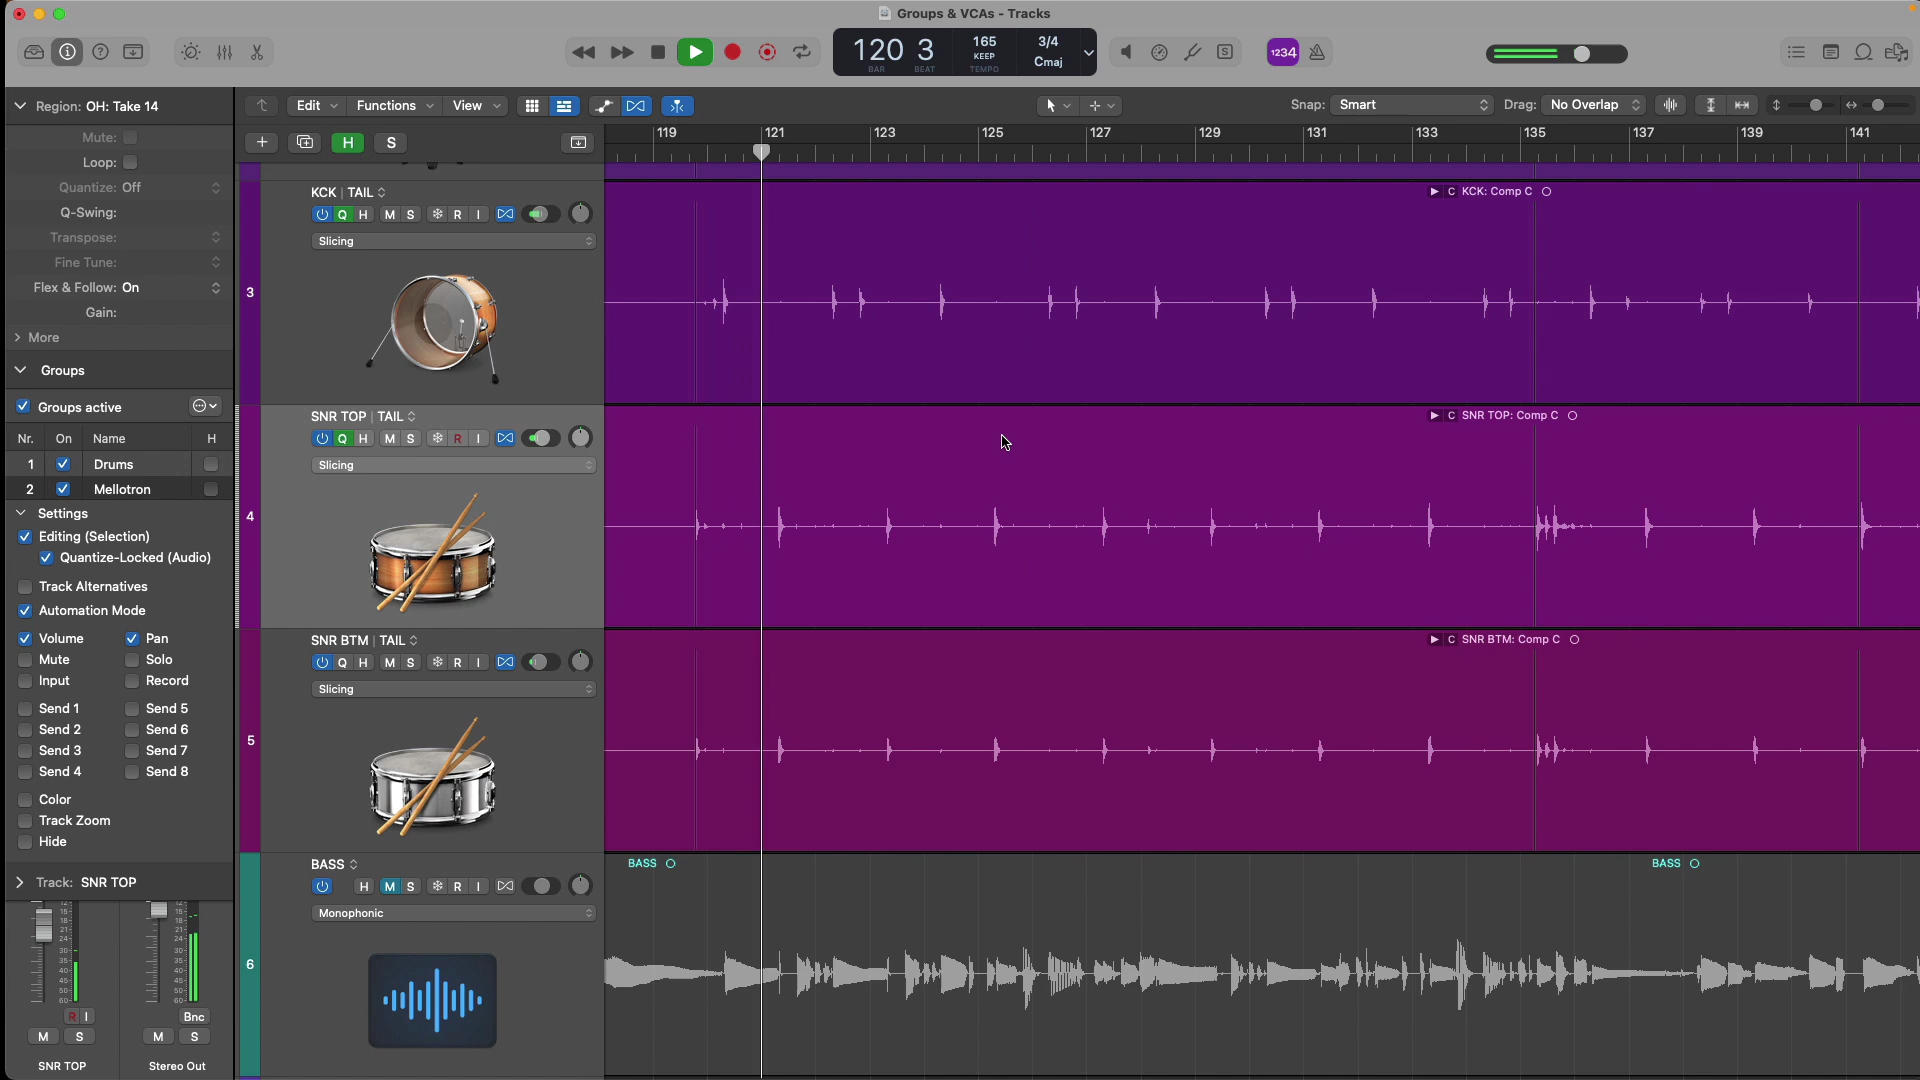 Groups & VCAs - Tracks
120 3
BAR BEAT
165
KEEP
TEMPO
3/4
Cmaj
1234
Region: OH: Take 14
Mute:
Loop:
Quantize: Off
Q-Swing:
Transpose:
Fine Tune:
Flex & Follow: On
Gain:
More
Groups
Groups active
Nr. On Name H
1 Drums
2 Mellotron
Settings
Editing (Selection)
Quantize-Locked (Audio)
Track Alternatives
Automation Mode
Volume Pan
Mute Solo
Input Record
Send 1 Send 5
Send 2 Send 6
Send 3 Send 7
Send 4 Send 8
Color
Track Zoom
Hide
Track: SNR TOP
R I
Bnc
M S M S
SNR TOP Stereo Out
Edit Functions View
Snap: Smart Drag: No Overlap
H S
119 121 123 125 127 129 131 133 135 137 139 141
3
KCK | TAIL
Q H M S R I
Slicing
C KCK: Comp C
4
SNR TOP | TAIL
Q H M S R I
Slicing
C SNR TOP: Comp C
5
SNR BTM | TAIL
Q H M S R I
Slicing
C SNR BTM: Comp C
6
BASS
H M S R I
Monophonic
BASS BASS